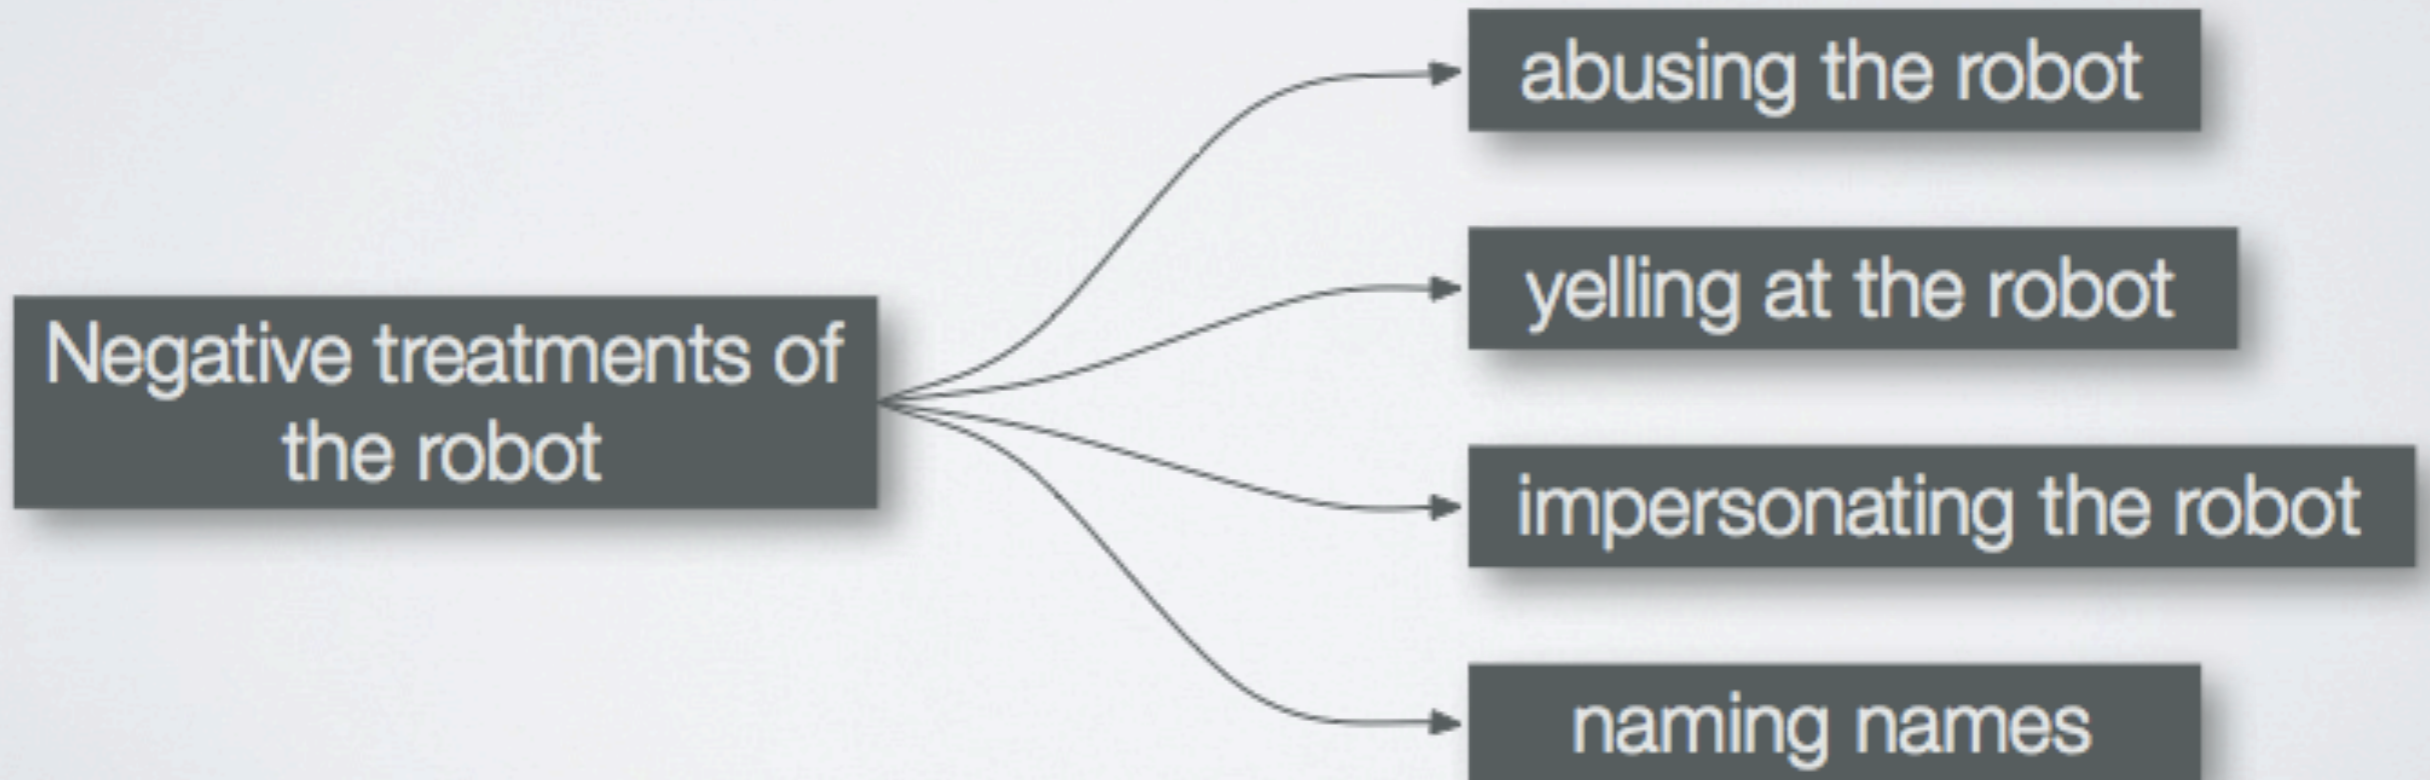 abusing the robot
yelling at the robot
Negative treatments of
the robot
impersonating the robot
naming names